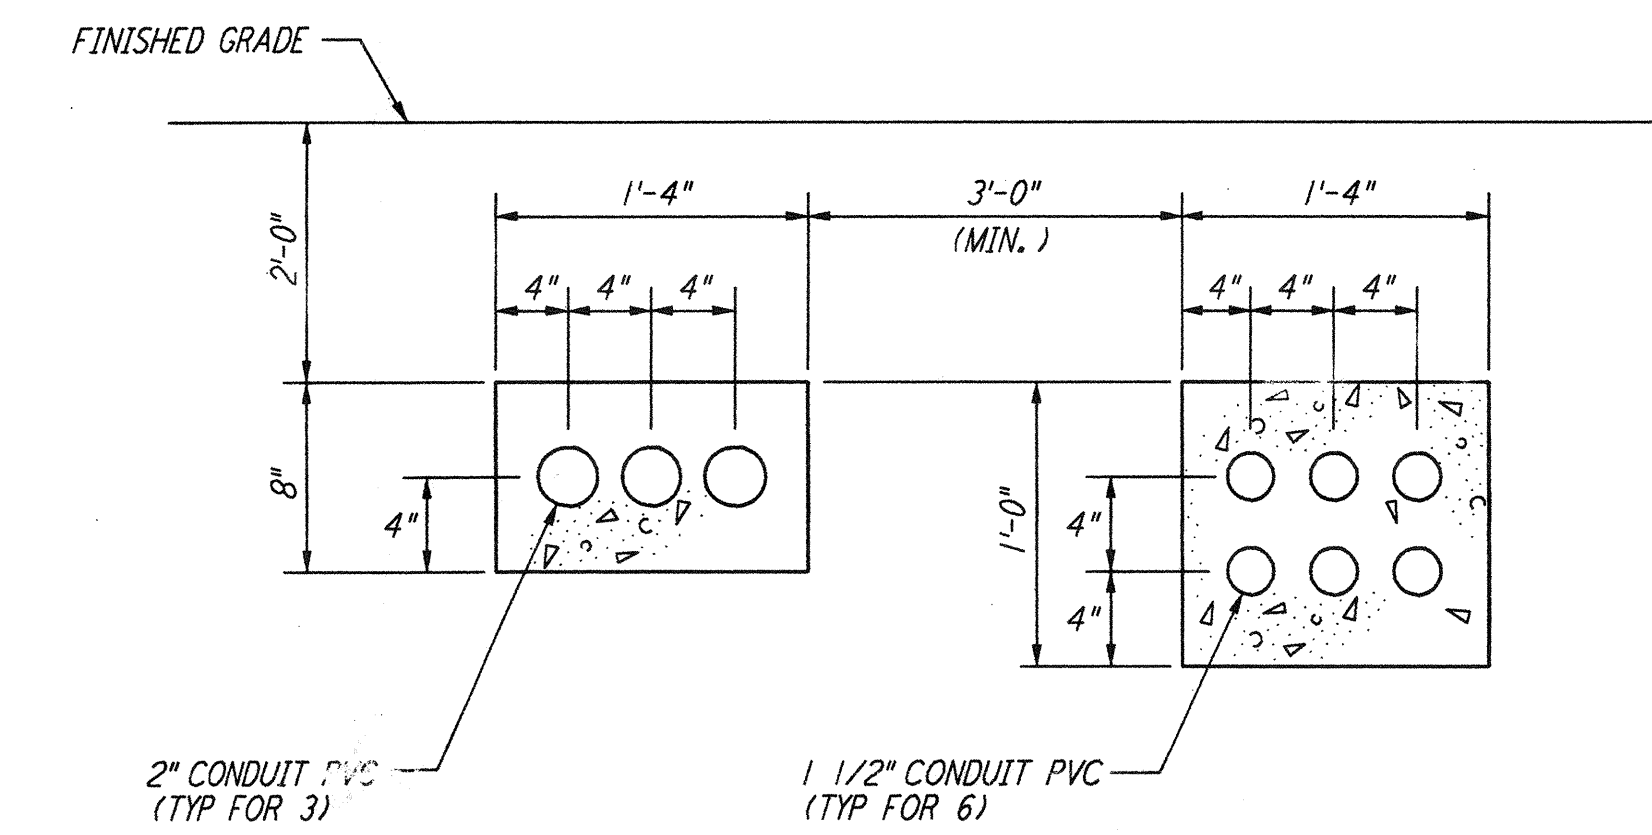 FINISHED GRADE
1'-4"
3'-0"
1'-4"
(MIN.)
2'-0"
4" 4" 4"
4" 4" 4"
8"
4"
1'-0"
4"
4"
2" CONDUIT PVC
(TYP FOR 3)
1 1/2" CONDUIT PVC
(TYP FOR 6)